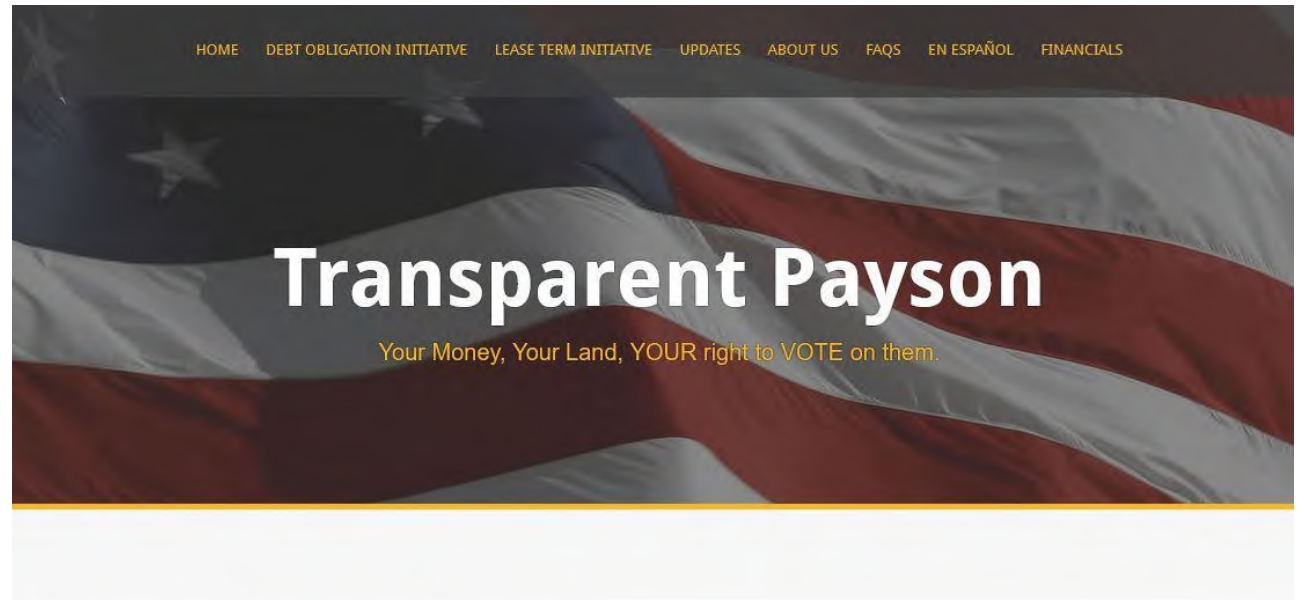 HOME DEBT OBLIGATION INITIATIVE LEASE TERM INITIATIVE UPDATES ABOUT US FAQS EN ESPAÑOL FINANCIALS
Transparent Payson
Your Money, Your Land, YOUR right to VOTE on them.